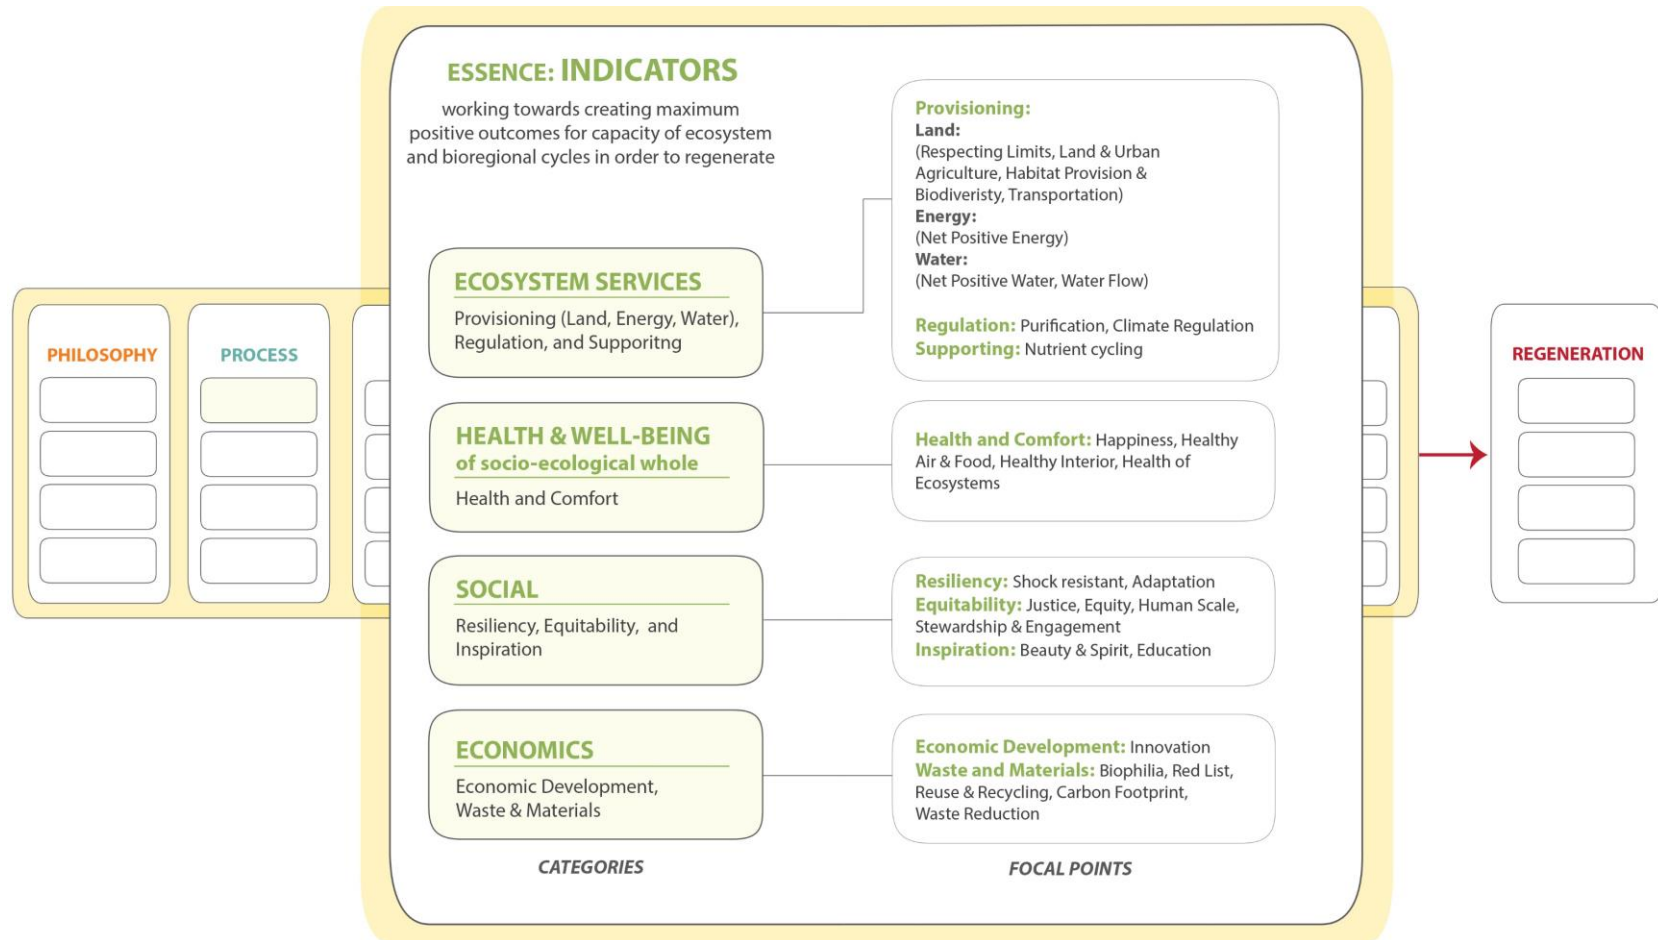 ESSENCE: INDICATORS
working towards creating maximum
positive outcomes for capacity of ecosystem
and bioregional cycles in order to regenerate
PHILOSOPHY
PROCESS
ECOSYSTEM SERVICES
Provisioning (Land, Energy, Water),
Regulation, and Supporitng
Provisioning:
Land:
(Respecting Limits, Land & Urban
Agriculture, Habitat Provision &
Biodiveristy, Transportation)
Energy:
(Net Positive Energy)
Water:
(Net Positive Water, Water Flow)
Regulation: Purification, Climate Regulation
Supporting: Nutrient cycling
HEALTH & WELL-BEING
of socio-ecological whole
Health and Comfort
Health and Comfort: Happiness, Healthy
Air & Food, Healthy Interior, Health of
Ecosystems
SOCIAL
Resiliency, Equitability, and
Inspiration
Resiliency: Shock resistant, Adaptation
Equitability: Justice, Equity, Human Scale,
Stewardship & Engagement
Inspiration: Beauty & Spirit, Education
ECONOMICS
Economic Development,
Waste & Materials
Economic Development: Innovation
Waste and Materials: Biophilia, Red List,
Reuse & Recycling, Carbon Footprint,
Waste Reduction
CATEGORIES
FOCAL POINTS
REGENERATION